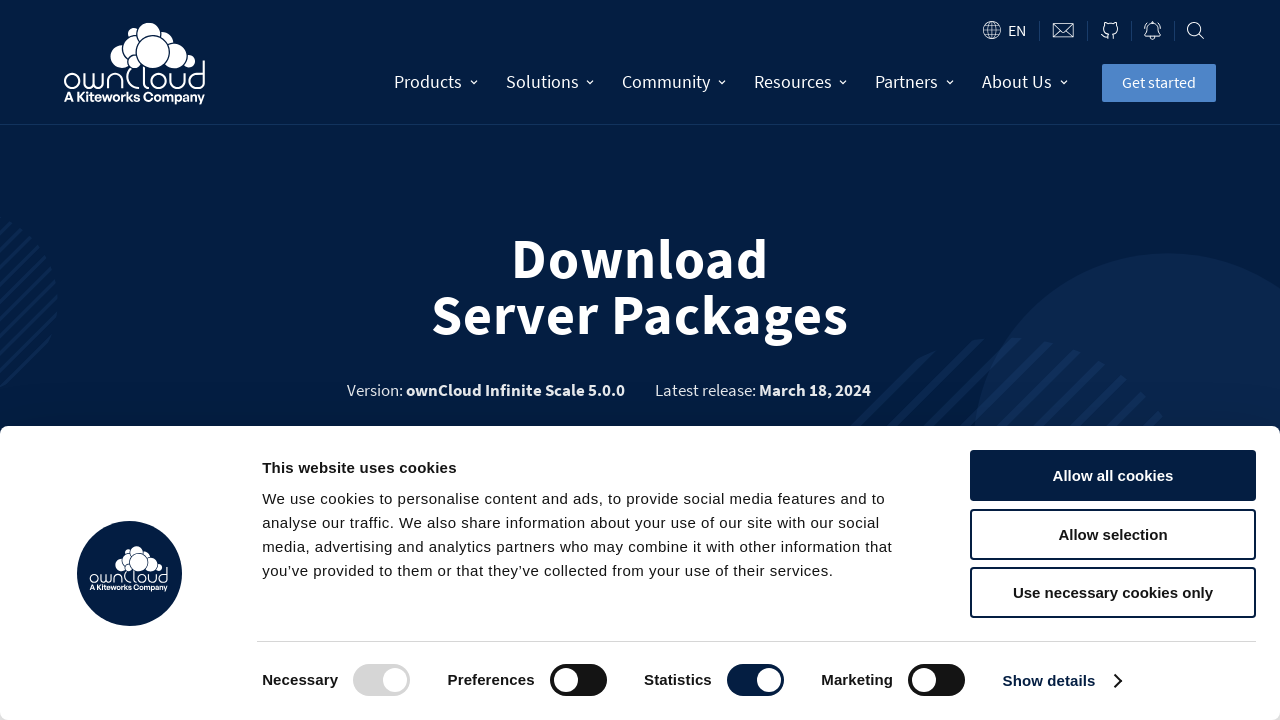 EN
ownCloud
A Kiteworks Company
Products
Solutions
Community
Resources
Partners
About Us
Get started
Download
Server Packages
Version: ownCloud Infinite Scale 5.0.0
Latest release: March 18, 2024
This website uses cookies
We use cookies to personalise content and ads, to provide social media features and to
analyse our traffic. We also share information about your use of our site with our social
media, advertising and analytics partners who may combine it with other information that
you’ve provided to them or that they’ve collected from your use of their services.
Allow all cookies
Allow selection
Use necessary cookies only
ownCloud
A Kiteworks Company
Necessary
Preferences
Statistics
Marketing
Show details